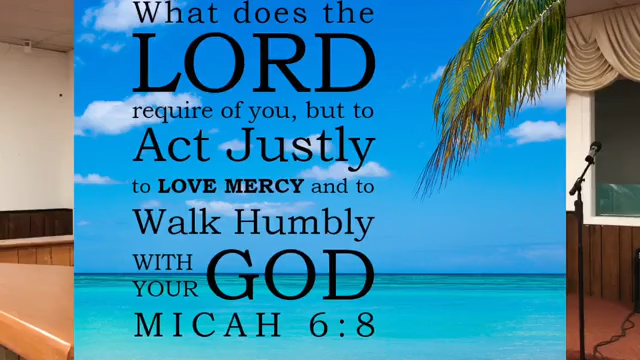 What does the
LORD
require of you, but to
Act Justly
to LOVE MERCY and to
Walk Humbly
WITH
YOUR GOD
MICAH 6:8